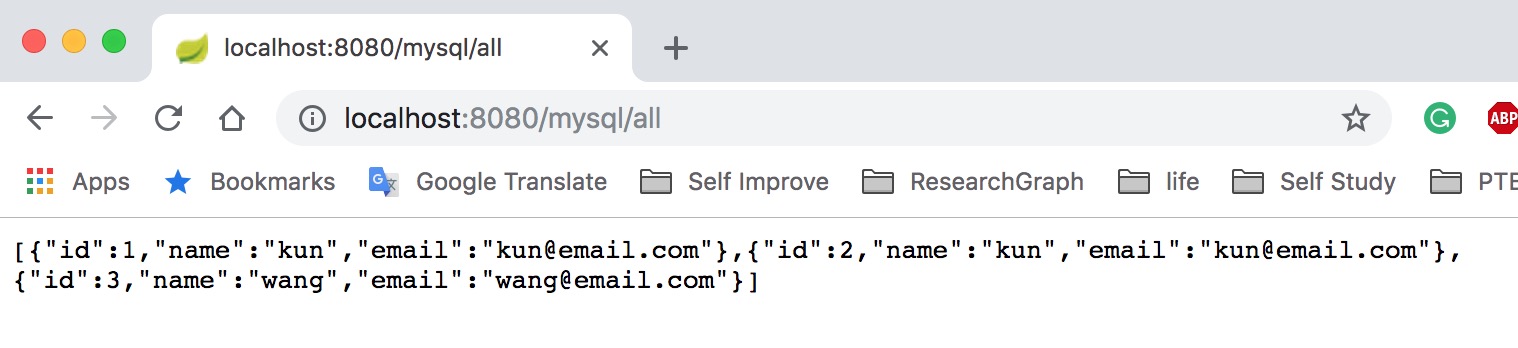 localhost:8080/mysql/all
localhost:8080/mysql/all
ABP
Apps Bookmarks Google Translate Self Improve ResearchGraph life Self Study PTE
[{"id":1,"name":"kun","email":"kun@email.com"},{"id":2,"name":"kun","email":"kun@email.com"},
{"id":3,"name":"wang","email":"wang@email.com"}]